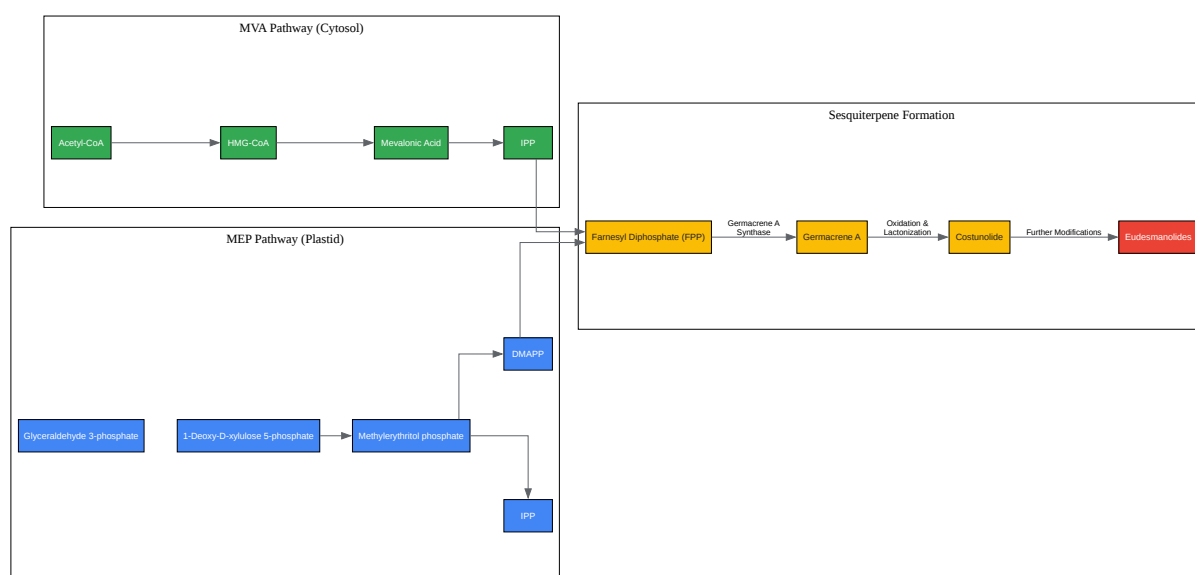 MVA Pathway (Cytosol)
Acetyl-CoA
HMG-CoA
Mevalonic Acid
IPP
MEP Pathway (Plastid)
DMAPP
Glyceraldehyde 3-phosphate
1-Deoxy-D-xylulose 5-phosphate
Methylerythritol phosphate
IPP
Sesquiterpene Formation
Farnesyl Diphosphate (FPP)
Germacrene A
Synthase
Germacrene A
Oxidation &
Lactonization
Costunolide
Further Modifications
Eudesmanolides